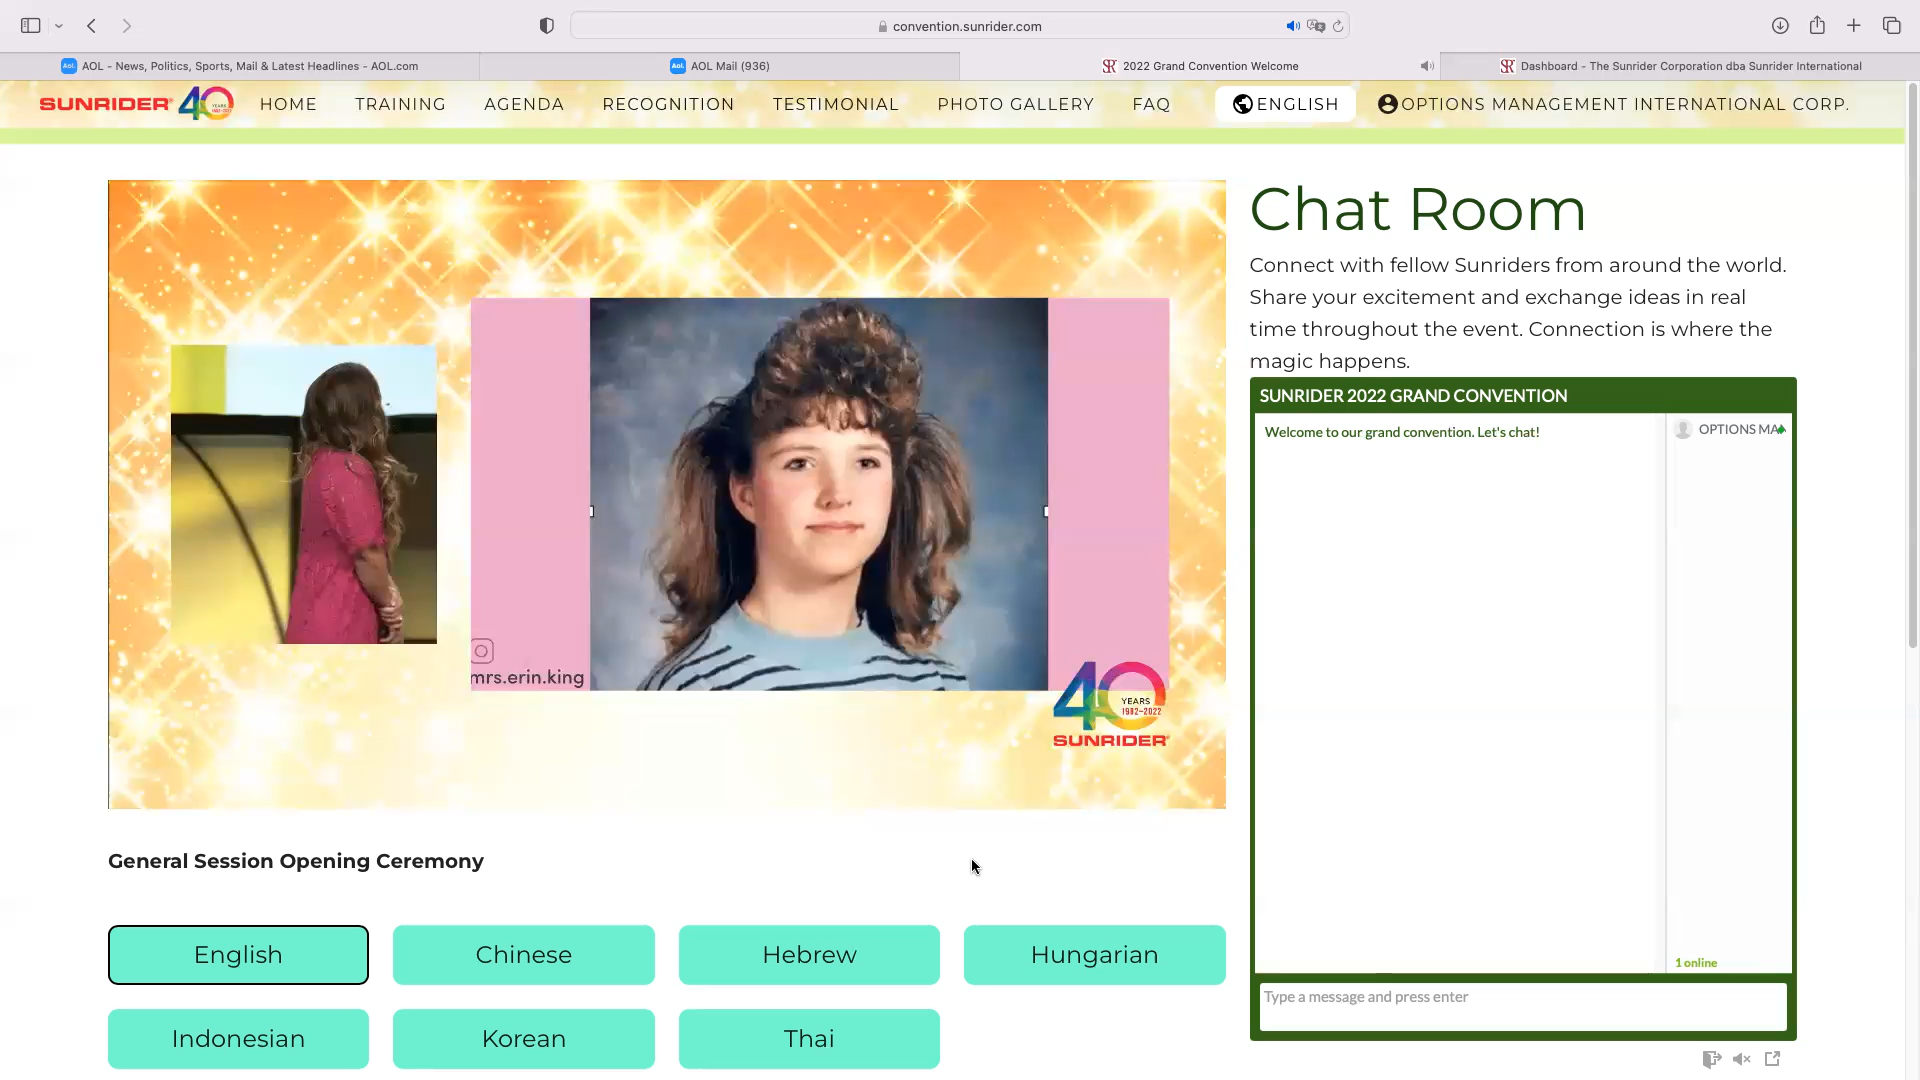 convention.sunrider.com
AOL - News, Politics, Sports, Mail & Latest Headlines - AOL.com
AOL Mail (936)
2022 Grand Convention Welcome
Dashboard - The Sunrider Corporation dba Sunrider International
SUNRIDER 40 YEARS
HOME
TRAINING
AGENDA
RECOGNITION
TESTIMONIAL
PHOTO GALLERY
FAQ
ENGLISH
OPTIONS MANAGEMENT INTERNATIONAL CORP.
mrs.erin.king
40 YEARS
1982-2022
SUNRIDER
Chat Room
Connect with fellow Sunriders from around the world.
Share your excitement and exchange ideas in real
time throughout the event. Connection is where the
magic happens.
SUNRIDER 2022 GRAND CONVENTION
Welcome to our grand convention. Let's chat!
OPTIONS MA
1 online
Type a message and press enter
General Session Opening Ceremony
English
Chinese
Hebrew
Hungarian
Indonesian
Korean
Thai